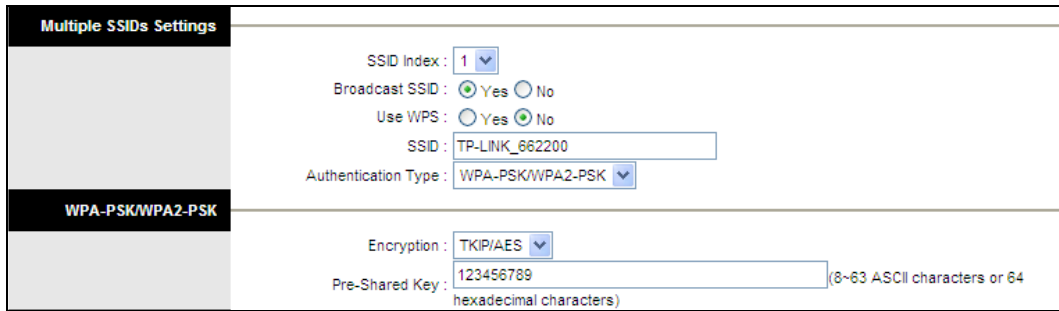 Multiple SSIDs Settings
SSID Index : 1
Broadcast SSID : Yes No
Use WPS : Yes No
SSID : TP-LINK_662200
Authentication Type : WPA-PSK/WPA2-PSK
WPA-PSK/WPA2-PSK
Encryption : TKIP/AES
Pre-Shared Key : 123456789 (8~63 ASCII characters or 64
hexadecimal characters)